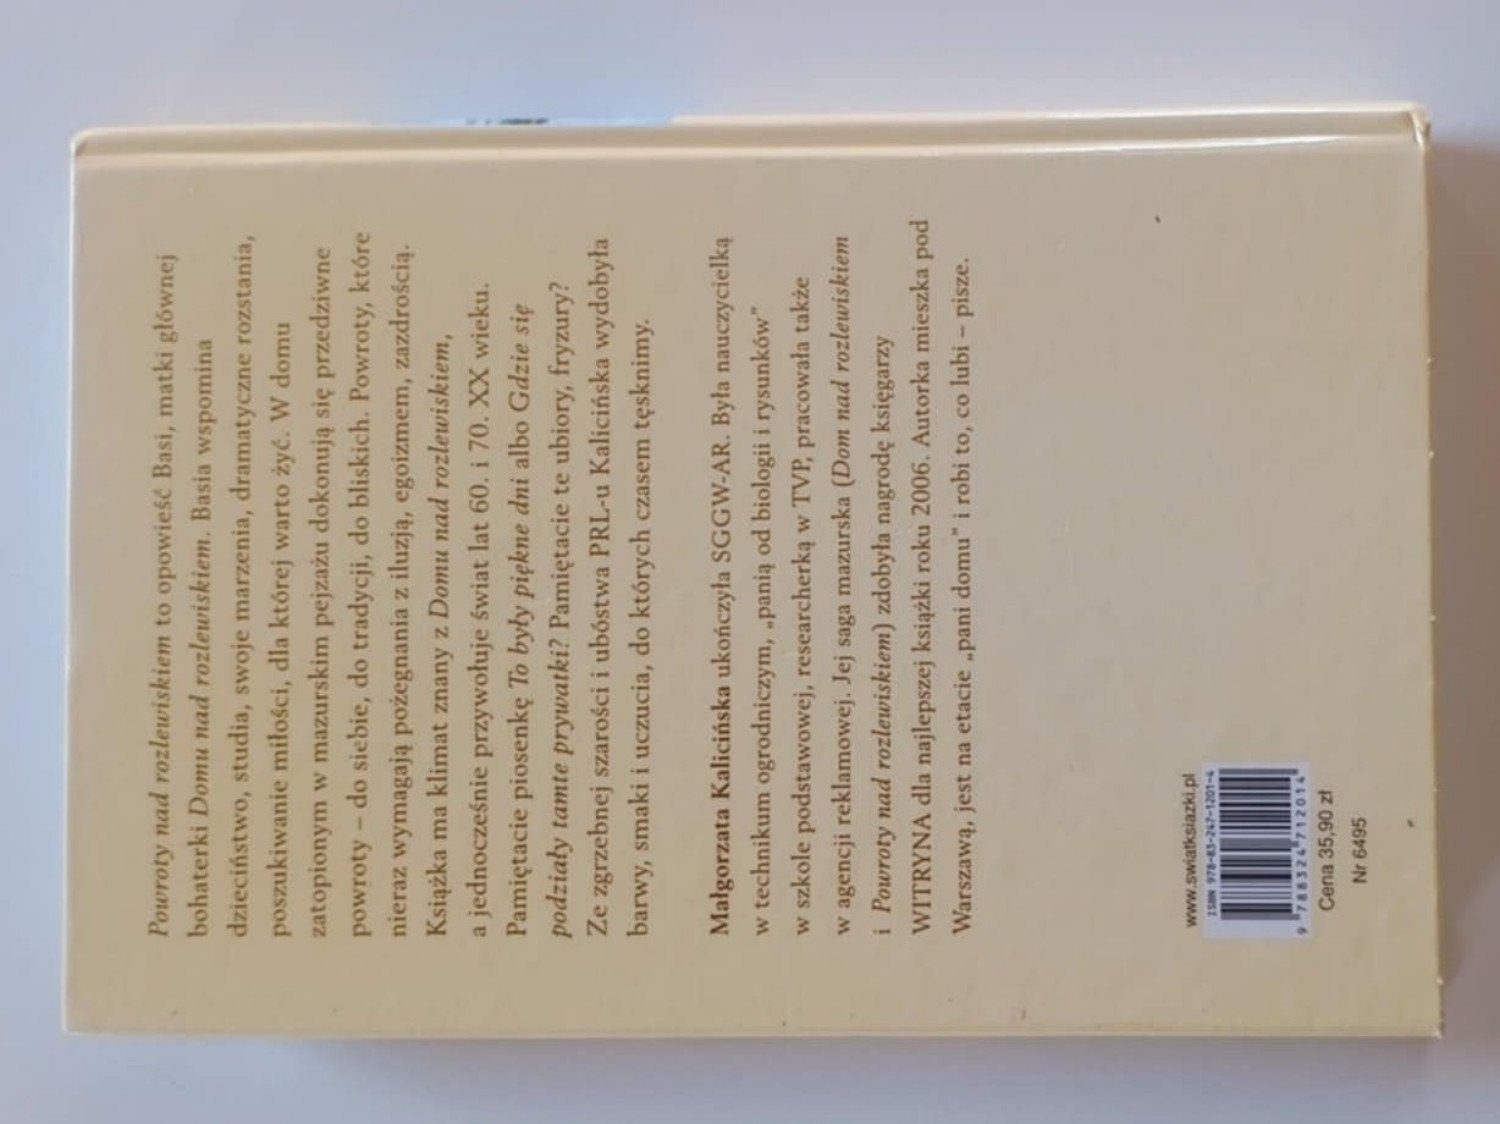 Powroty nad rozlewiskiem to opowieść Basi, matki głównej
bohaterki Domu nad rozlewiskiem. Basia wspomina
dzieciństwo, studia, swoje marzenia, dramatyczne rozstania,
poszukiwanie miłości, dla której warto żyć. W domu
zatopionym w mazurskim pejzażu dokonują się przedziwne
powroty – do siebie, do tradycji, do bliskich. Powroty, które
nieraz wymagają pożegnania z iluzją, egoizmem, zazdrością.
Książka ma klimat znany z Domu nad rozlewiskiem,
a jednocześnie przywołuje świat lat 60. i 70. XX wieku.
Pamiętacie piosenkę To były piękne dni albo Gdzie się
podziały tamte prywatki? Pamiętacie te ubiory, fryzury?
Ze zgrzebnej szarości i ubóstwa PRL-u Kalicińska wydobyła
barwy, smaki i uczucia, do których czasem tęsknimy.
Małgorzata Kalicińska ukończyła SGGW-AR. Była nauczycielką
w technikum ogrodniczym, „panią od biologii i rysunków”
w szkole podstawowej, researcherką w TVP, pracowała także
w agencji reklamowej. Jej saga mazurska (Dom nad rozlewiskiem
i Powroty nad rozlewiskiem) zdobyła nagrodę księgarzy
WITRYNA dla najlepszej książki roku 2006. Autorka mieszka pod
Warszawą, jest na etacie „pani domu” i robi to, co lubi – pisze.
www.swiatksiazki.pl
ISBN 978-83-247-1201-4
9 788324 712014
Cena 35,90 zł
Nr 6495